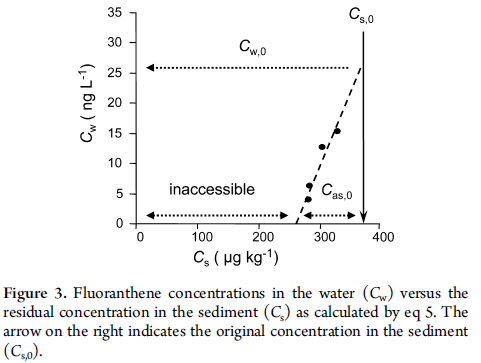 35
C_s,0
30
C_w,0
25
20
C_w ( ng L⁻¹)
15
10
inaccessible
C_as,0
5
0
0 100 200 300 400
C_s ( µg kg⁻¹)
Figure 3. Fluoranthene concentrations in the water (C_w) versus the
residual concentration in the sediment (C_s) as calculated by eq 5. The
arrow on the right indicates the original concentration in the sediment
(C_s,0).